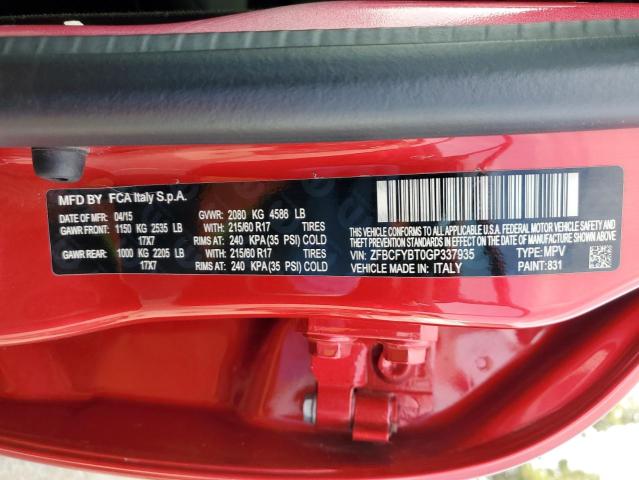 MFD BY FCA Italy S.p.A.
DATE OF MFR 04/15 GVWR: 2080 KG 4586 LB
GAWR FRONT: 1150 KG 2535 LB WITH: 215/60 R17 TIRES
17X7 RIMS AT: 240 KPA(35 PSI) COLD
GAWR REAR: 1000 KG 2205 LB WITH: 215/60 R17 TIRES
17X7 RIMS AT: 240 KPA(35 PSI) COLD
THIS VEHICLE CONFORMS TO ALL APPLICABLE U.S.A. FEDERAL MOTOR VEHICLE SAFETY,
BUMPER AND THEFT PREVENTION STANDARDS IN EFFECT ON THE DATE OF MANUFACTURE SHOWN ABOVE
VIN: ZFBCFYBT0GP337935 TYPE: MPV
VEHICLE MADE IN: ITALY PAINT: 831